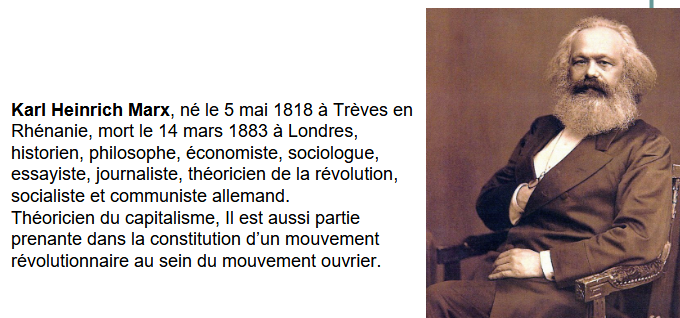 Karl Heinrich Marx, né le 5 mai 1818 à Trèves en
Rhénanie, mort le 14 mars 1883 à Londres,
historien, philosophe, économiste, sociologue,
essayiste, journaliste, théoricien de la révolution,
socialiste et communiste allemand.
Théoricien du capitalisme, Il est aussi partie
prenante dans la constitution d’un mouvement
révolutionnaire au sein du mouvement ouvrier.